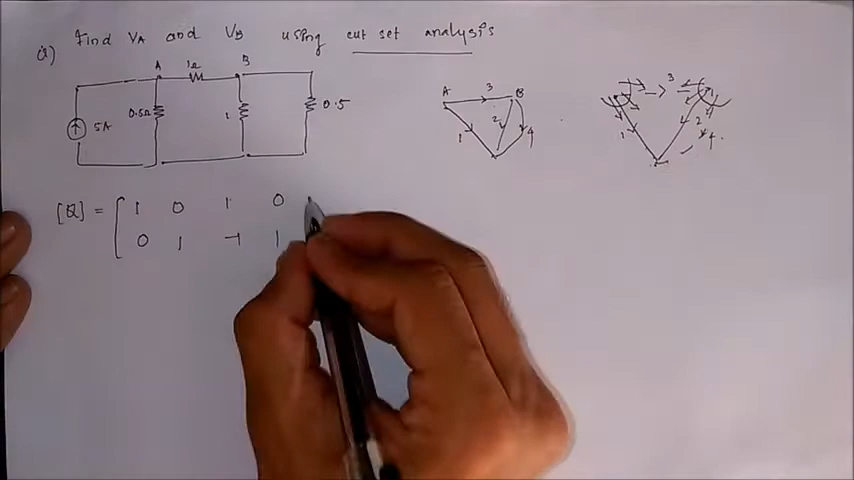 Q) Find VA and VB using cut set analysis
A 1Ω B
5A 0.5Ω 1 0.5
A 3 B
1 2 4
3
1 2 4
[Q] = [ 1 0 1 0
0 1 -1 1